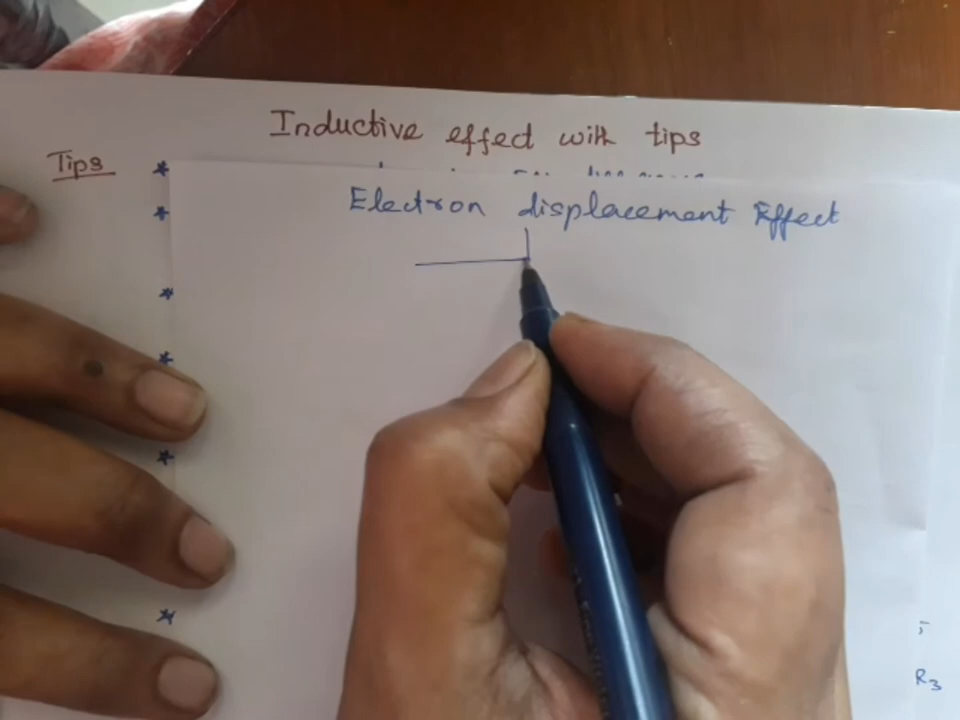 Inductive effect with tips
Tips *
* Electron displacement Effect
*
*
*
*
R3